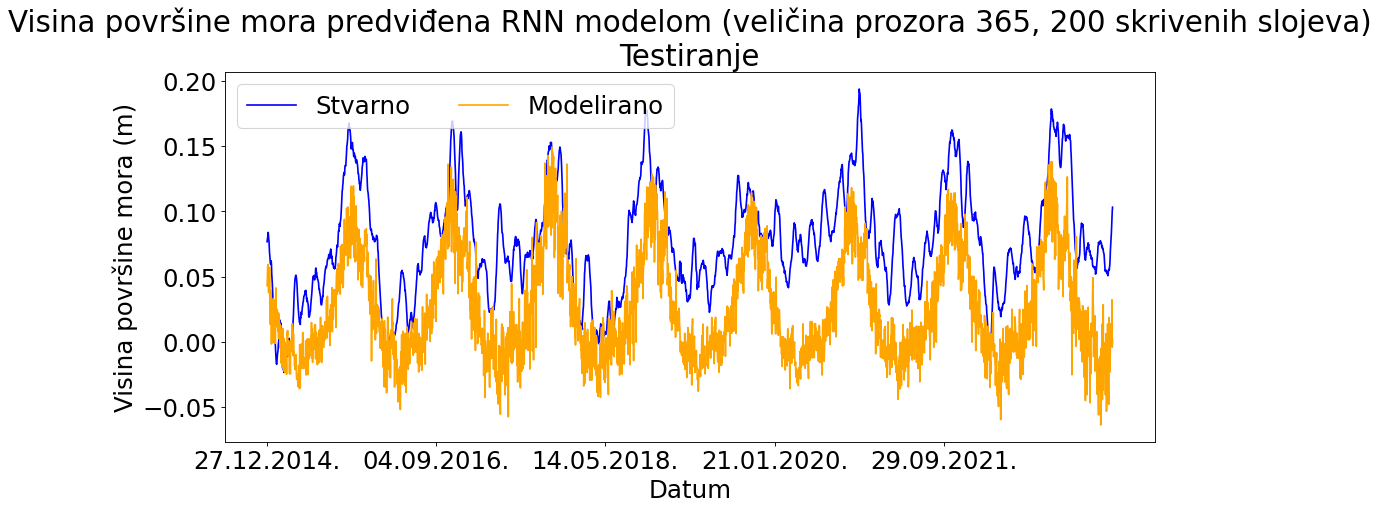 Visina površine mora predviđena RNN modelom (veličina prozora 365, 200 skrivenih slojeva)
Testiranje
Stvarno Modelirano
Visina površine mora (m)
0.20
0.15
0.10
0.05
0.00
−0.05
27.12.2014. 04.09.2016. 14.05.2018. 21.01.2020. 29.09.2021.
Datum